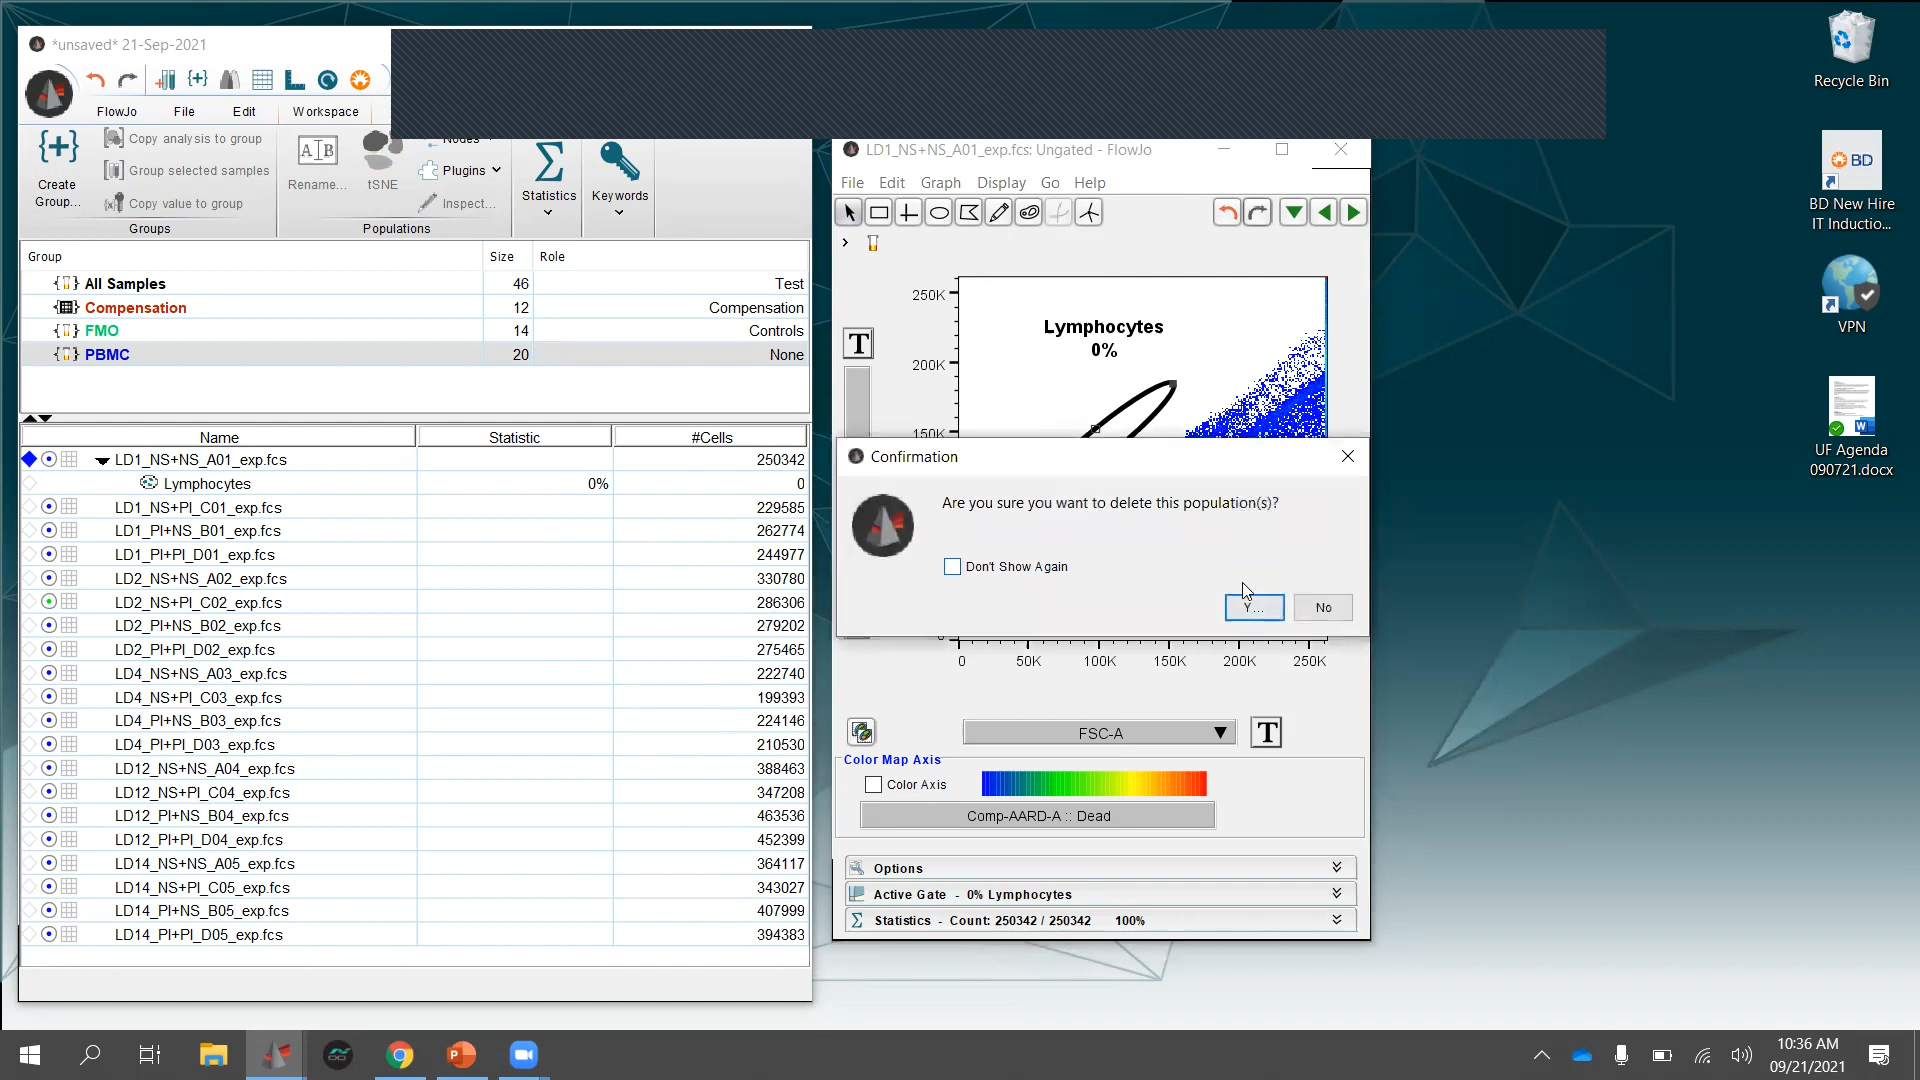 *unsaved* 21-Sep-2021
FlowJo File Edit Workspace
Create Group...
Copy analysis to group
Group selected samples
Copy value to group
Groups
Rename...
tSNE
Nodes
Plugins
Inspect...
Populations
Statistics
Keywords
Group Size Role
All Samples 46 Test
Compensation 12 Compensation
FMO 14 Controls
PBMC 20 None
Name Statistic #Cells
LD1_NS+NS_A01_exp.fcs 250342
Lymphocytes 0% 0
LD1_NS+PI_C01_exp.fcs 229585
LD1_PI+NS_B01_exp.fcs 262774
LD1_PI+PI_D01_exp.fcs 244977
LD2_NS+NS_A02_exp.fcs 330780
LD2_NS+PI_C02_exp.fcs 286306
LD2_PI+NS_B02_exp.fcs 279202
LD2_PI+PI_D02_exp.fcs 275465
LD4_NS+NS_A03_exp.fcs 222740
LD4_NS+PI_C03_exp.fcs 199393
LD4_PI+NS_B03_exp.fcs 224146
LD4_PI+PI_D03_exp.fcs 210530
LD12_NS+NS_A04_exp.fcs 388463
LD12_NS+PI_C04_exp.fcs 347208
LD12_PI+NS_B04_exp.fcs 463536
LD12_PI+PI_D04_exp.fcs 452399
LD14_NS+NS_A05_exp.fcs 364117
LD14_NS+PI_C05_exp.fcs 343027
LD14_PI+NS_B05_exp.fcs 407999
LD14_PI+PI_D05_exp.fcs 394383
LD1_NS+NS_A01_exp.fcs: Ungated - FlowJo
File Edit Graph Display Go Help
T
250K
200K
150K
Lymphocytes
0%
Confirmation
Are you sure you want to delete this population(s)?
Don't Show Again
Y... No
0
0 50K 100K 150K 200K 250K
FSC-A T
Color Map Axis
Color Axis
Comp-AARD-A :: Dead
Options
Active Gate - 0% Lymphocytes
Statistics - Count: 250342 / 250342 100%
Recycle Bin
BD
BD New Hire
IT Inductio...
VPN
W
UF Agenda
090721.docx
10:36 AM
09/21/2021